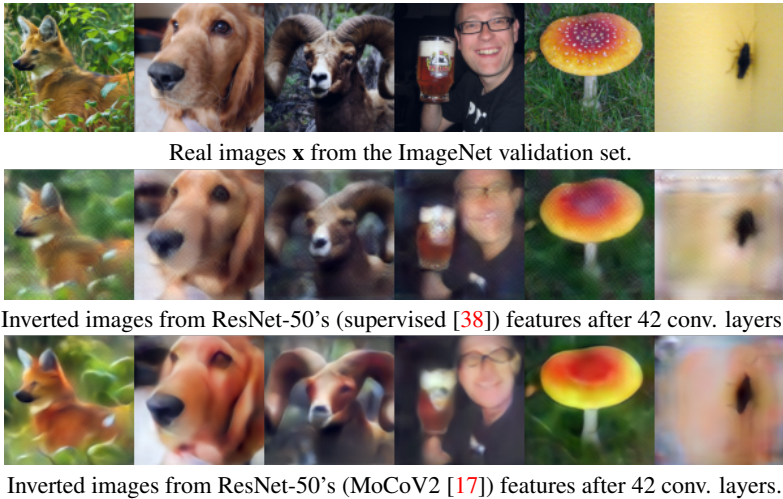 Real images x from the ImageNet validation set.
Inverted images from ResNet-50's (supervised [38]) features after 42 conv. layers
Inverted images from ResNet-50's (MoCoV2 [17]) features after 42 conv. layers.